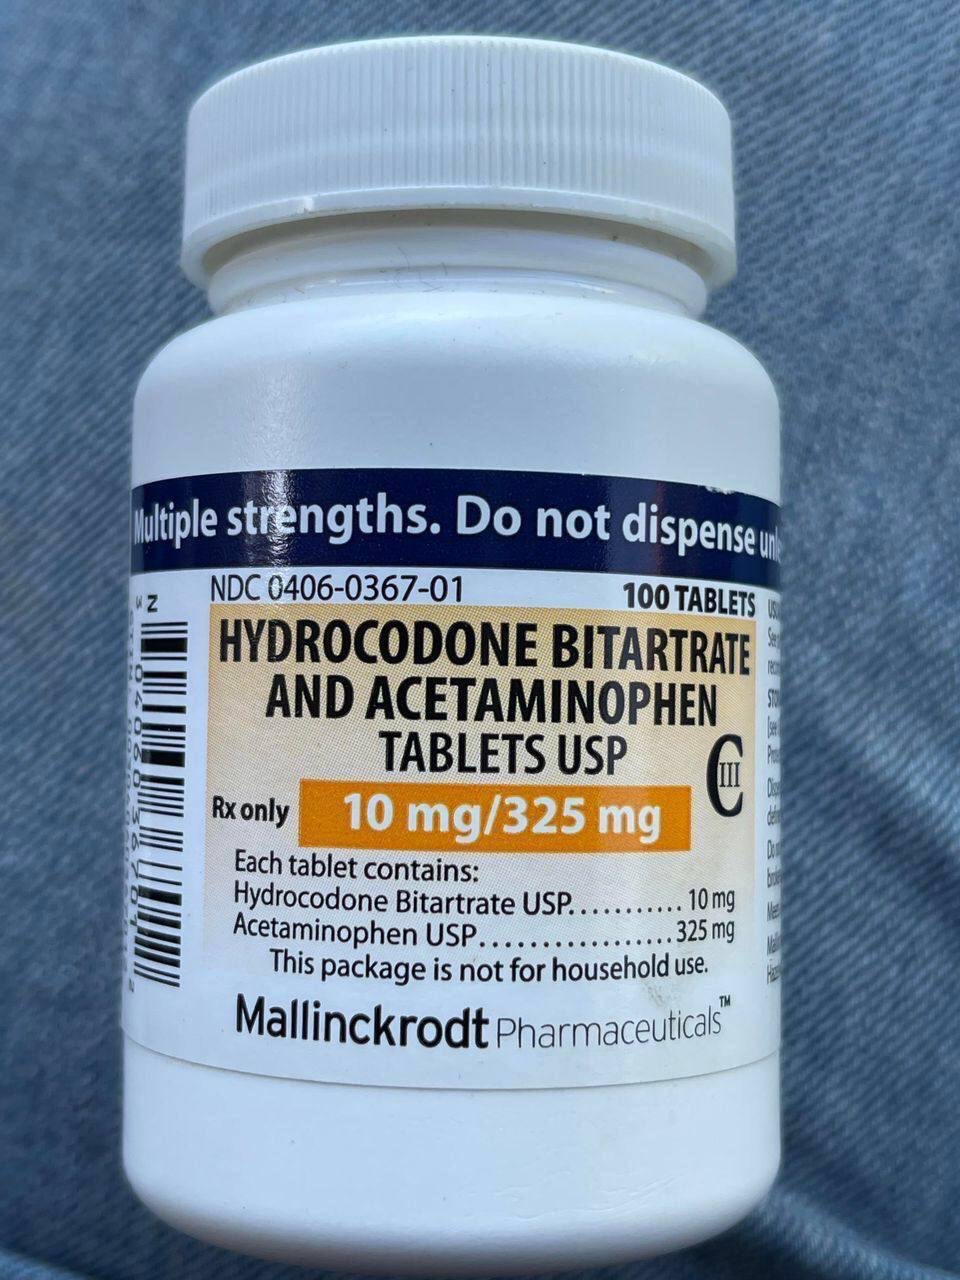 Multiple strengths. Do not dispense
NDC 0406-0367-01
100 TABLETS
HYDROCODONE BITARTRATE
AND ACETAMINOPHEN
TABLETS USP
CIII
Rx only
10 mg/325 mg
Each tablet contains:
Hydrocodone Bitartrate USP........... 10 mg
Acetaminophen USP.................. 325 mg
This package is not for household use.
Mallinckrodt Pharmaceuticals™